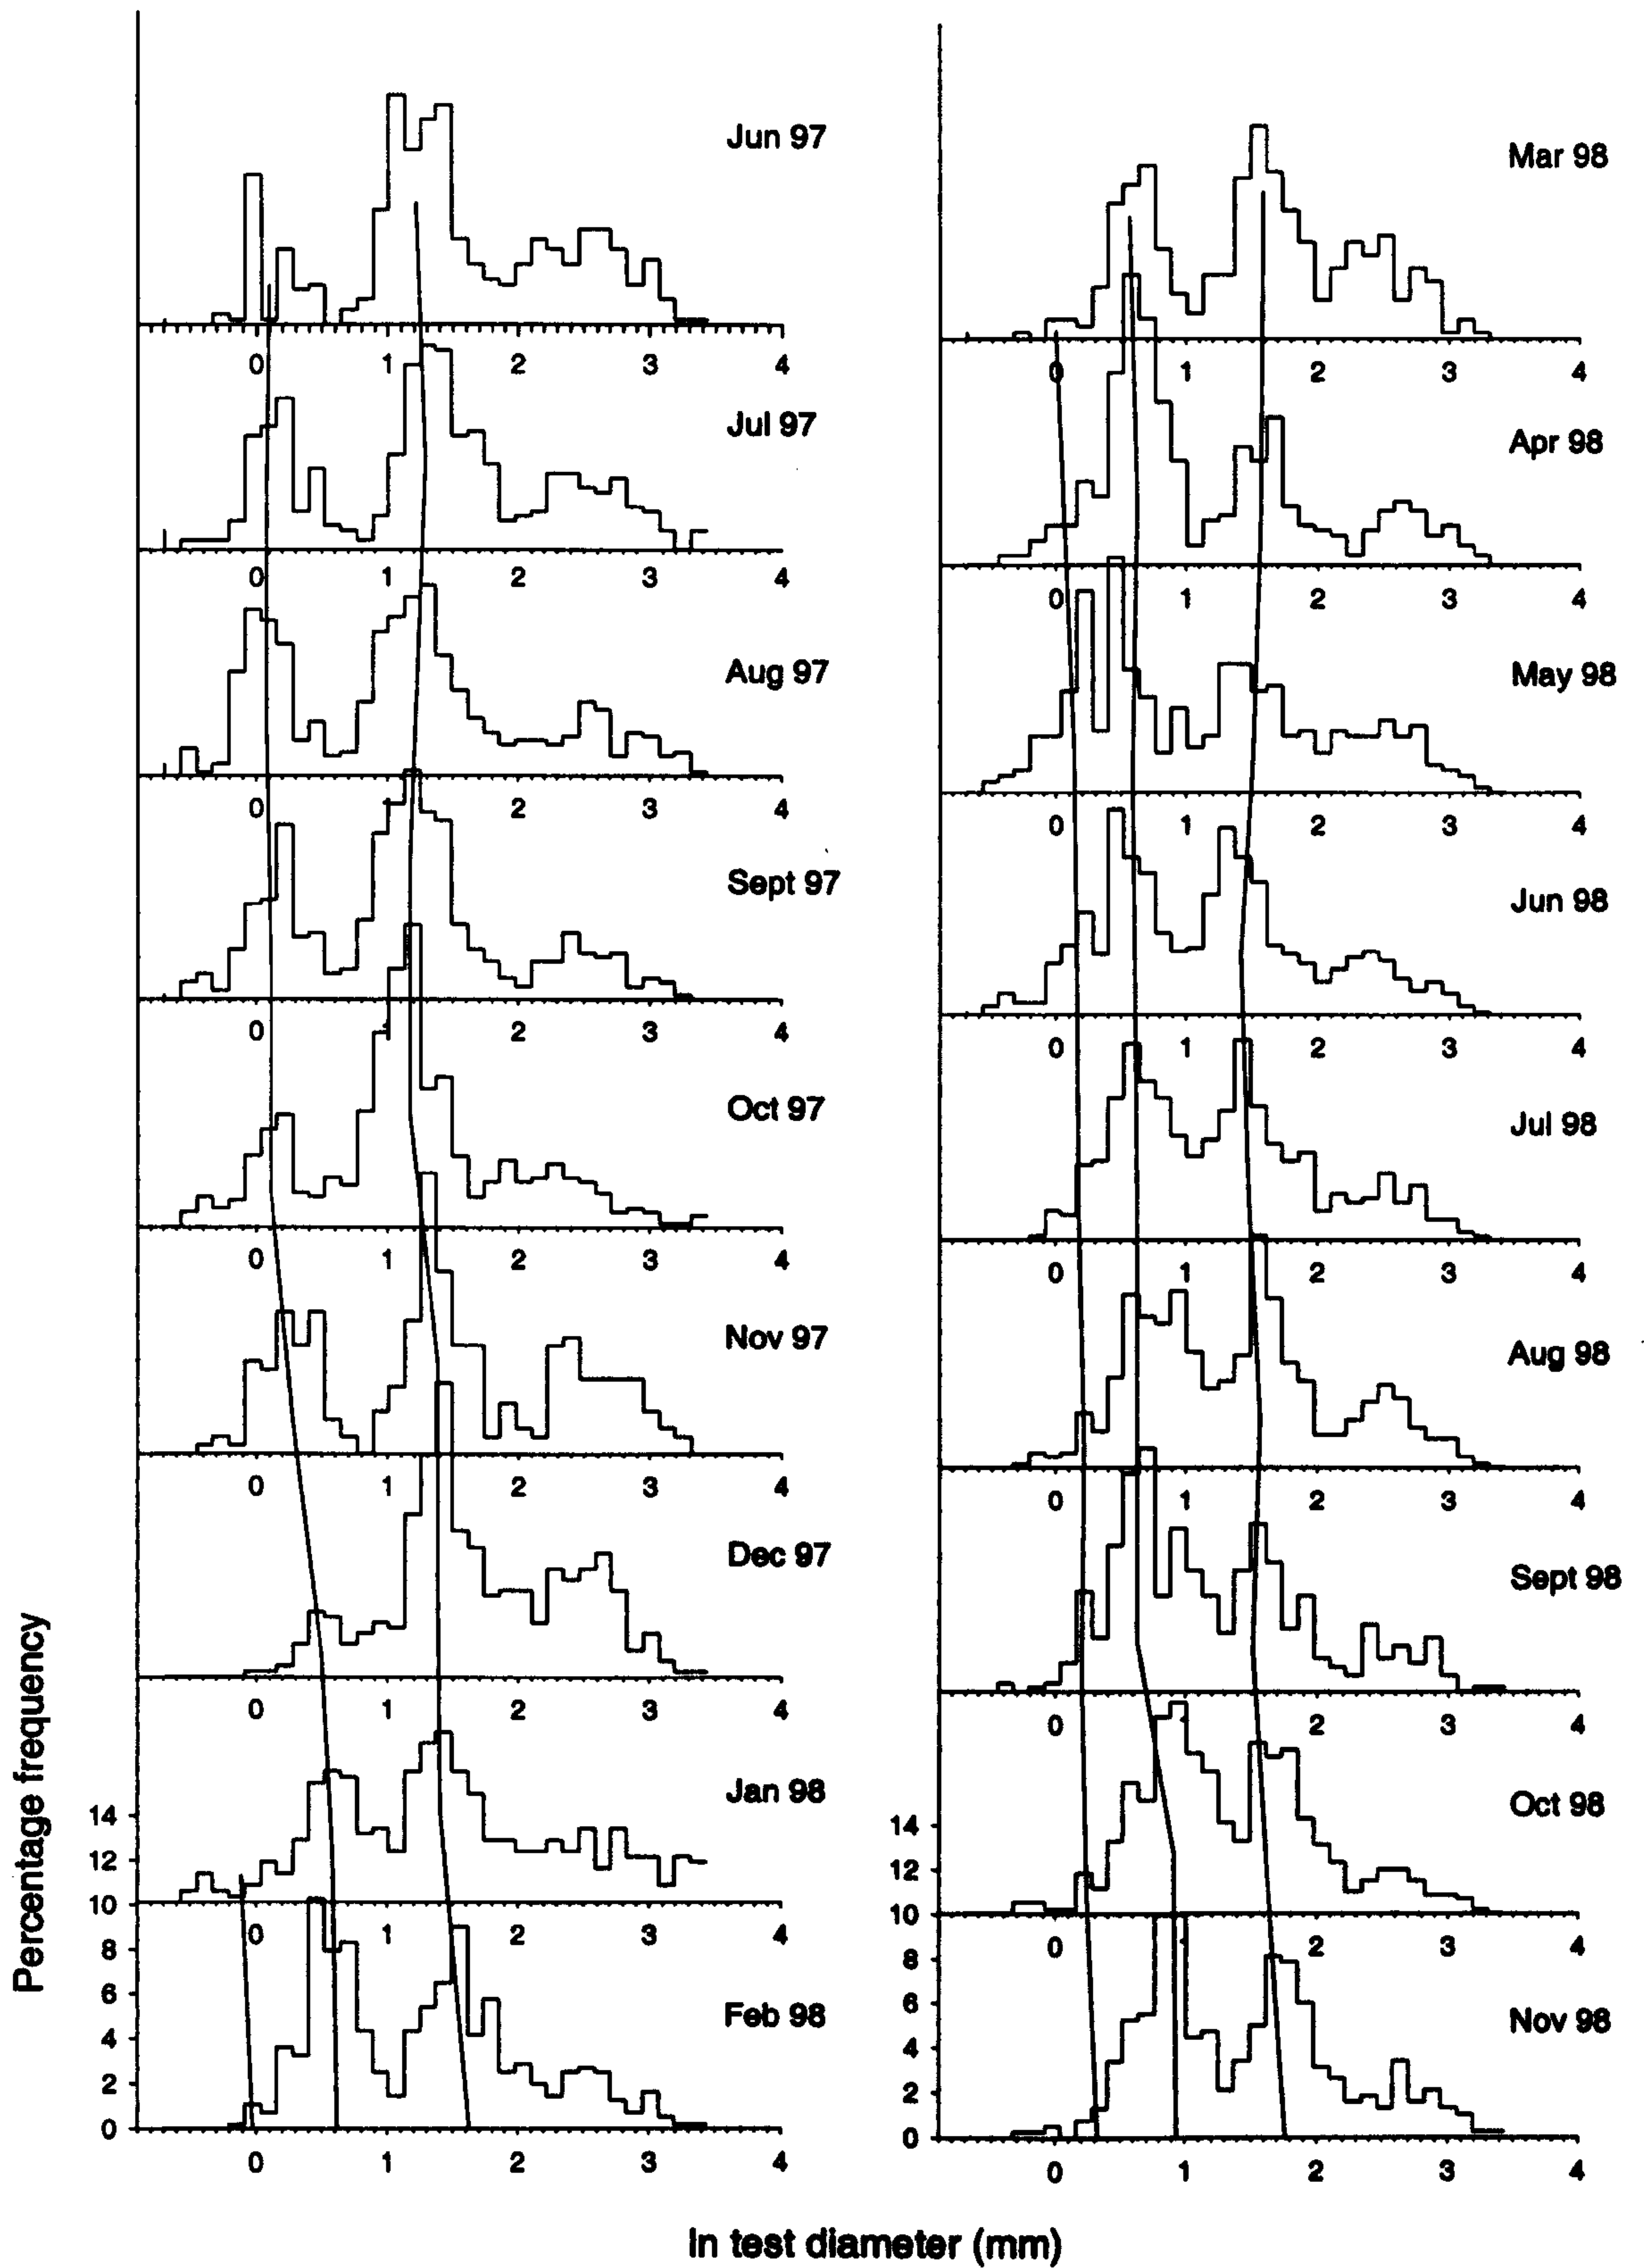 Jun 97
0 1 2 3 4
Jul 97
0 1 2 3 4
Aug 97
0 1 2 3 4
Sept 97
0 1 2 3 4
Oct 97
0 1 2 3 4
Nov 97
0 1 2 3 4
Dec 97
0 1 2 3 4
Jan 98
14
12
10
0 1 2 3 4
Feb 98
8
6
4
2
0
0 1 2 3 4
Mar 98
0 1 2 3 4
Apr 98
0 1 2 3 4
May 98
0 1 2 3 4
Jun 98
0 1 2 3 4
Jul 98
0 1 2 3 4
Aug 98
0 1 2 3 4
Sept 98
0 2 3 4
Oct 98
14
12
10
0 2 3 4
Nov 98
8
6
4
2
0
0 1 2 3 4
Percentage frequency
ln test diameter (mm)